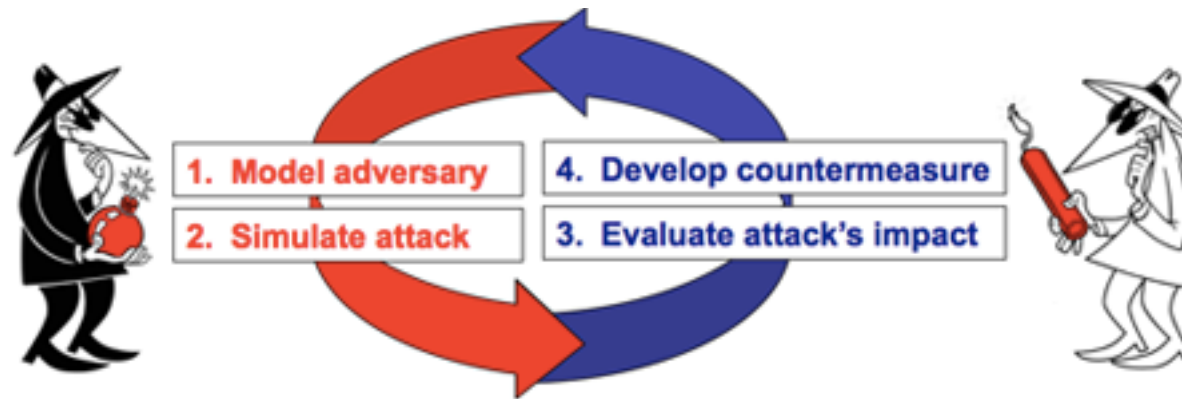 1. Model adversary
2. Simulate attack
4. Develop countermeasure
3. Evaluate attack's impact